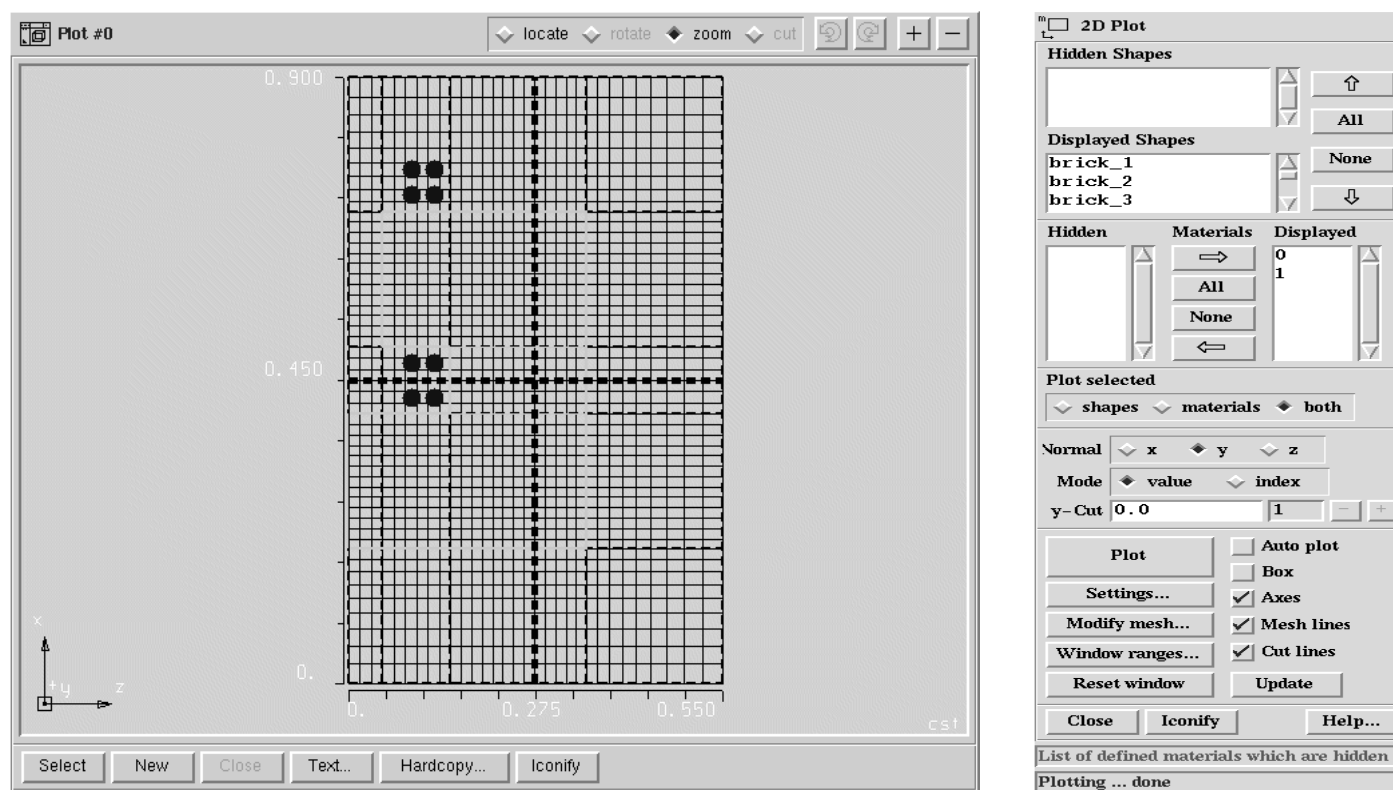 Plot #0
locate rotate zoom cut + −
0.900
0.450
0.
0. 0.275 0.550
x
+y z
cst
Select New Close Text... Hardcopy... Iconify
m
2D Plot
Hidden Shapes
All
Displayed Shapes
None
brick_1
brick_2
brick_3
Hidden Materials Displayed
0
1
All
None
Plot selected
shapes materials both
Normal x y z
Mode value index
y-Cut 0.0 1 − +
Plot
Auto plot
Box
Settings... Axes
Modify mesh... Mesh lines
Window ranges... Cut lines
Reset window Update
Close Iconify Help...
List of defined materials which are hidden
Plotting ... done